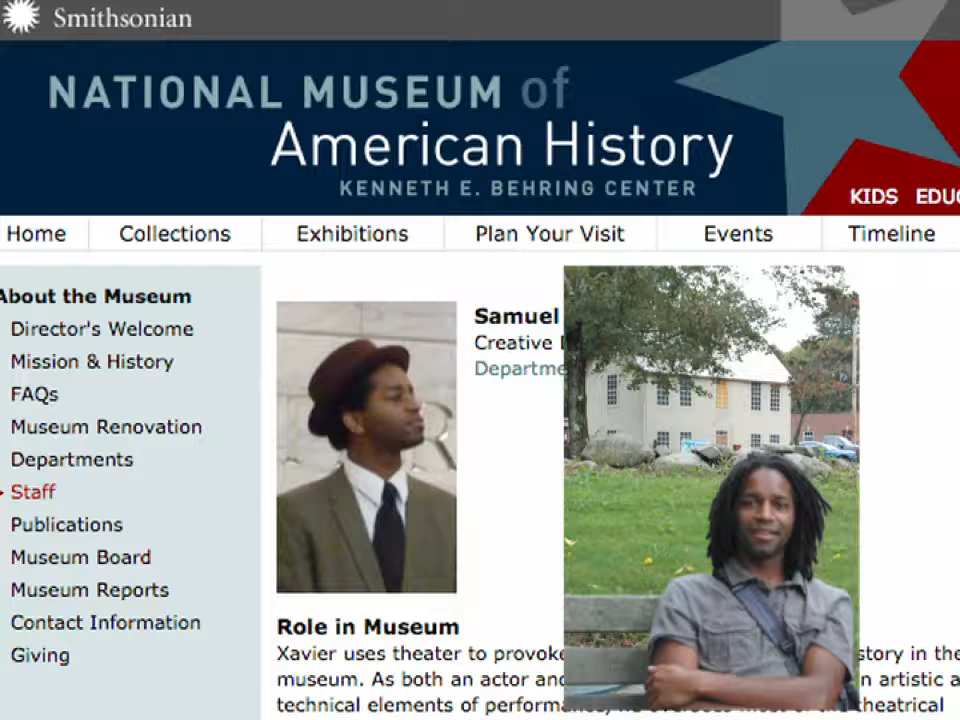 Smithsonian
NATIONAL MUSEUM of
American History
KENNETH E. BEHRING CENTER
KIDS
Home Collections Exhibitions Plan Your Visit Events Timeline
About the Museum
Director's Welcome
Mission & History
FAQs
Museum Renovation
Departments
Staff
Publications
Museum Board
Museum Reports
Contact Information
Giving
Samuel
Creative
Role in Museum
Xavier uses theater to provoke in the
museum. As both an actor artistic
technical elements of theatrical